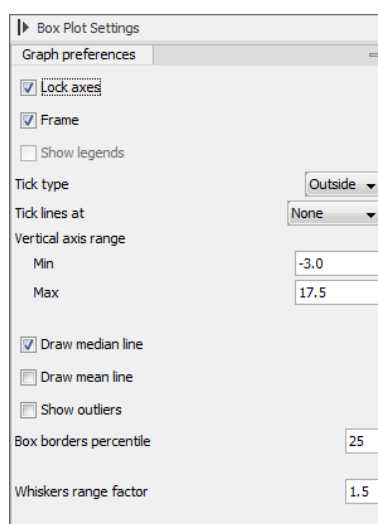 Box Plot Settings
Graph preferences
Lock axes
Frame
Show legends
Tick type Outside
Tick lines at None
Vertical axis range
Min -3.0
Max 17.5
Draw median line
Draw mean line
Show outliers
Box borders percentile 25
Whiskers range factor 1.5